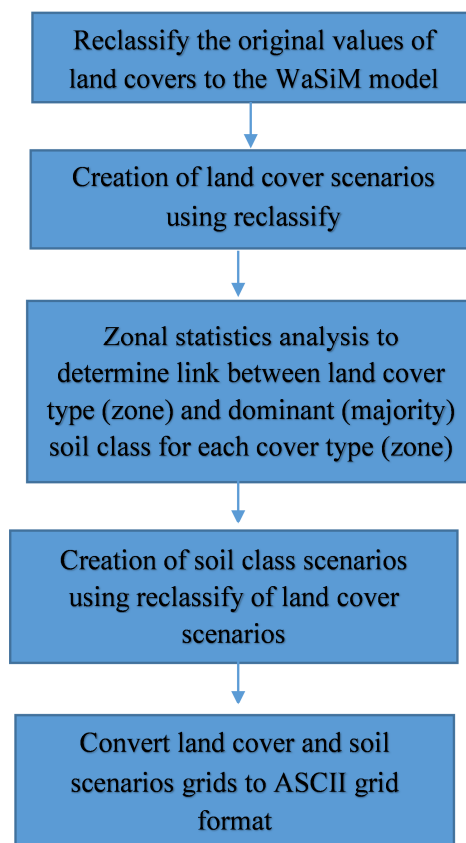 Reclassify the original values of
land covers to the WaSiM model
Creation of land cover scenarios
using reclassify
Zonal statistics analysis to
determine link between land cover
type (zone) and dominant (majority)
soil class for each cover type (zone)
Creation of soil class scenarios
using reclassify of land cover
scenarios
Convert land cover and soil
scenarios grids to ASCII grid
format